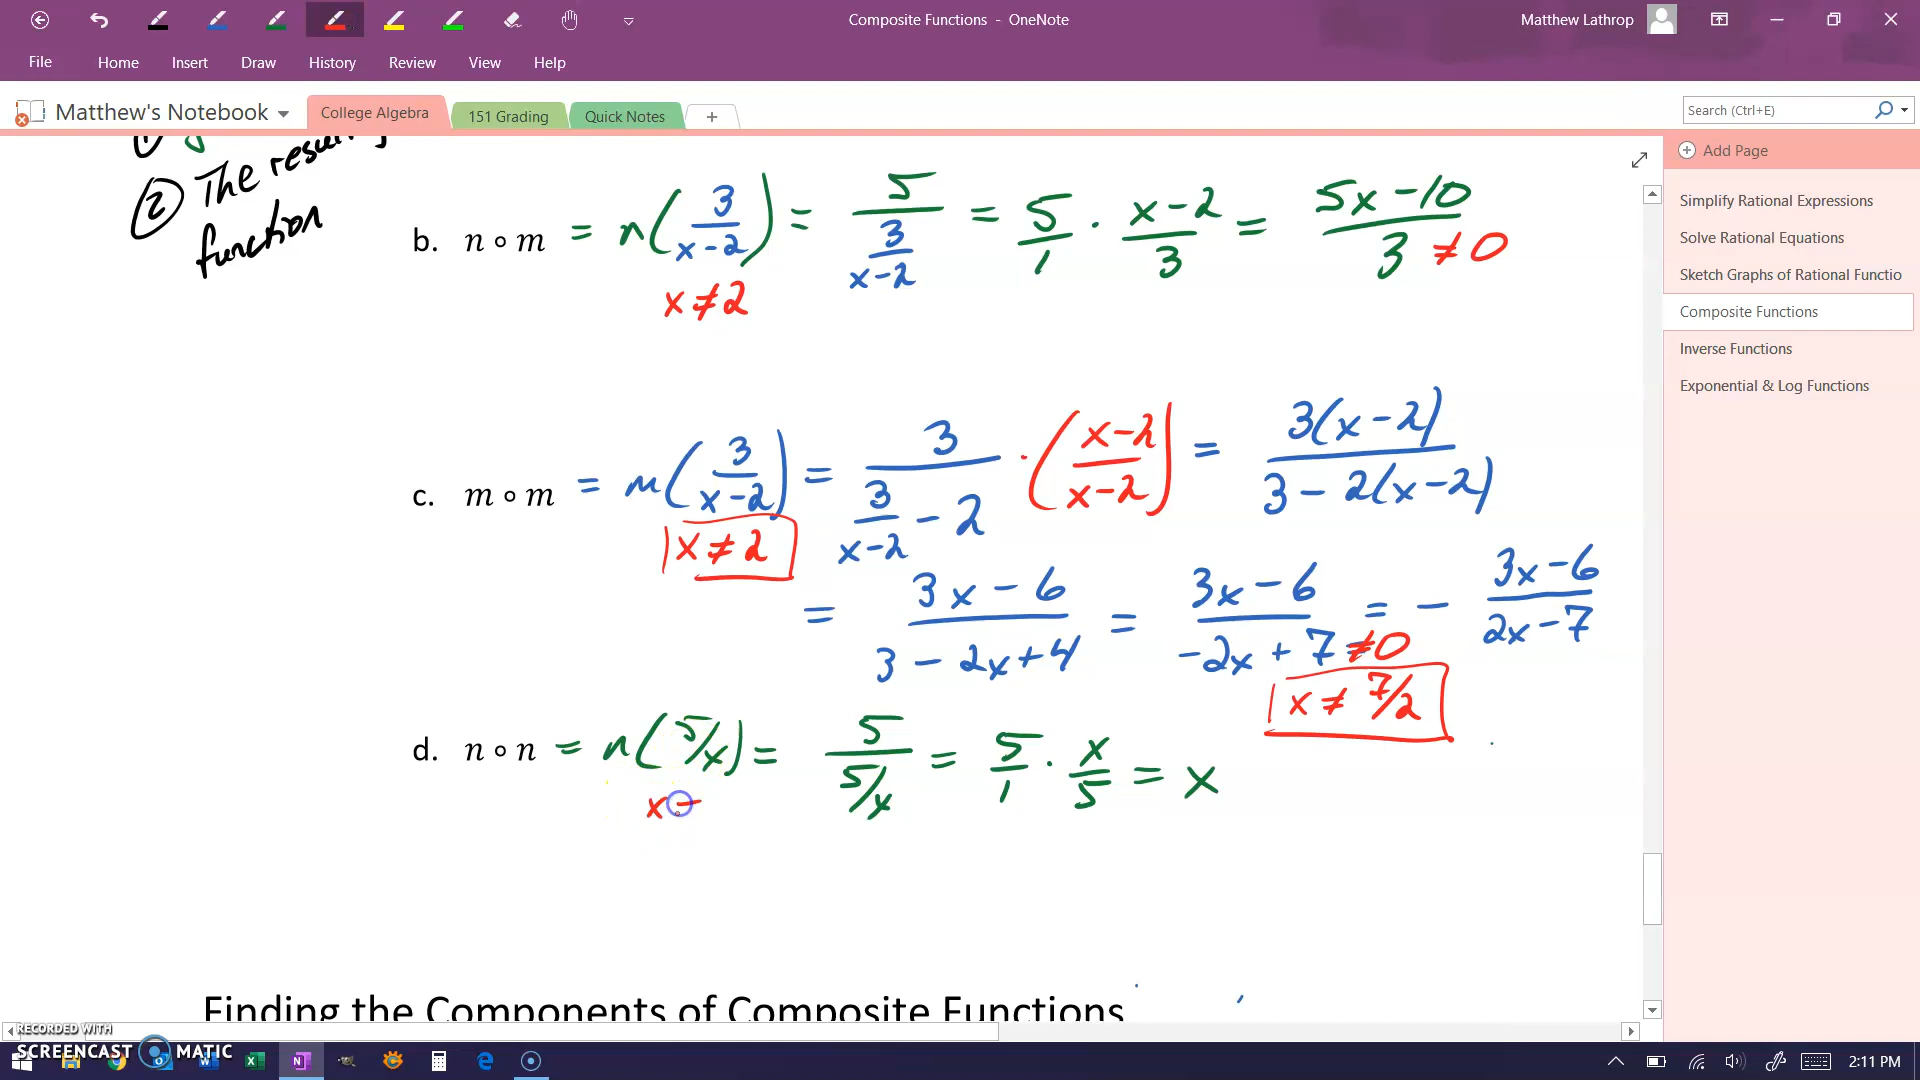 Composite Functions - OneNote
Matthew Lathrop
File Home Insert Draw History Review View Help
Matthew's Notebook
College Algebra
151 Grading
Quick Notes
Search (Ctrl+E)
Add Page
Simplify Rational Expressions
Solve Rational Equations
Sketch Graphs of Rational Functio
Composite Functions
Inverse Functions
Exponential & Log Functions
② The
function
b. n ∘ m = n(3/(x-2)) = 5/(3/(x-2)) = 5/1 · (x-2)/3 = (5x-10)/3 ≠ 0
x ≠ 2
c. m ∘ m = m(3/(x-2)) = 3/(3/(x-2) - 2) · ((x-2)/(x-2)) = 3(x-2)/(3-2(x-2))
x ≠ 2
= (3x-6)/(3-2x+4) = (3x-6)/(-2x+7) = -(3x-6)/(2x-7)
≠0
x ≠ 7/2
d. n ∘ n = n(5/x) = 5/(5/x) = 5/1 · x/5 = x
x
Finding the Components of Composite Functions
RECORDED WITH
SCREENCAST MATIC
2:11 PM